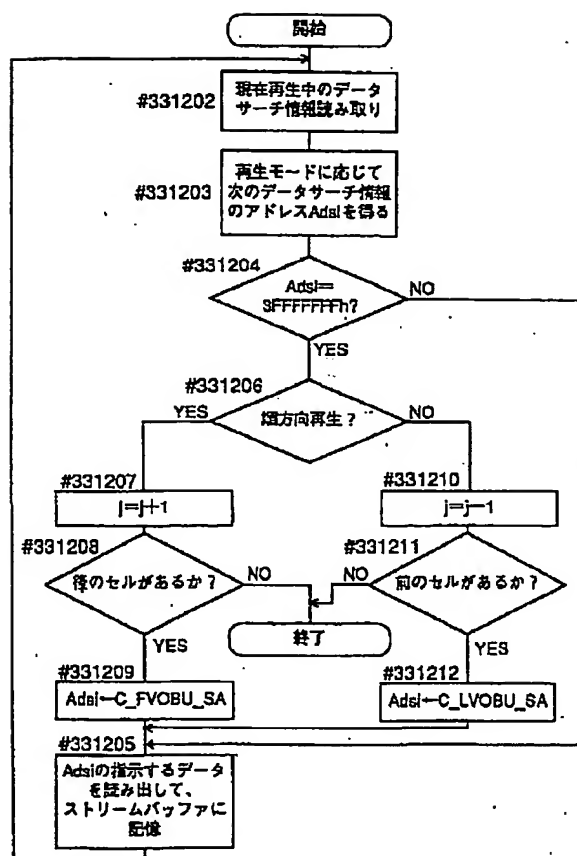 開始
#331202
現在再生中のデータ
サーチ情報読み取り
#331203
再生モードに応じて
次のデータサーチ情報
のアドレスAdsiを得る
#331204
Adsi==
3FFFFFFFh?
NO
YES
#331206
順方向再生?
YES
NO
#331207
j=j+1
#331210
j=j−1
#331208
後のセルがあるか?
NO
YES
#331211
前のセルがあるか?
NO
YES
終了
#331209
Adsi←C_FVOBU_SA
#331212
Adsi←C_LVOBU_SA
#331205
Adsiの指示するデータ
を読み出して、
ストリームバッファに
記憶